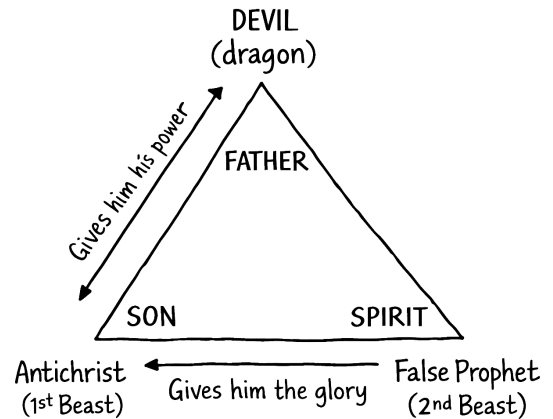 DEVIL
(dragon)
Gives him his power
FATHER
SON
SPIRIT
Antichrist
(1st Beast)
Gives him the glory
False Prophet
(2nd Beast)